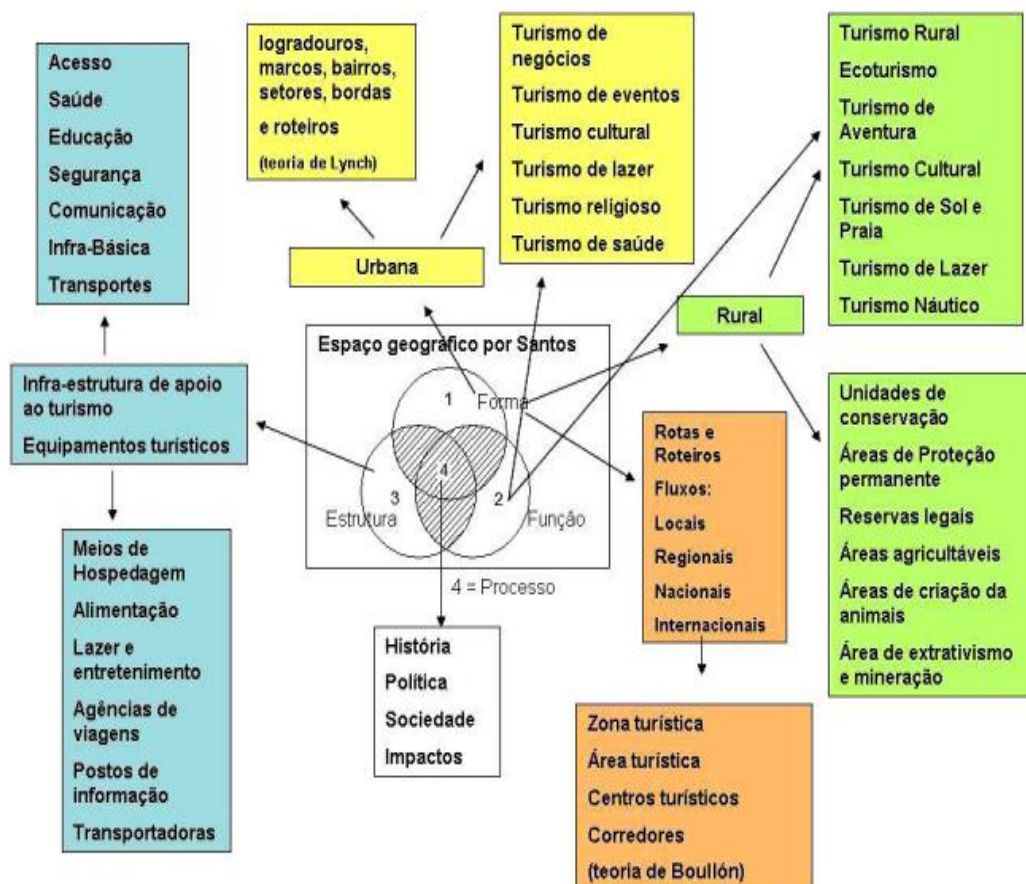 Acesso
Saúde
Educação
Segurança
Comunicação
Infra-Básica
Transportes
logradouros,
marcos, bairros,
setores, bordas
e roteiros
(teoria de Lynch)
Turismo de
negócios
Turismo de eventos
Turismo cultural
Turismo de lazer
Turismo religioso
Turismo de saúde
Turismo Rural
Ecoturismo
Turismo de
Aventura
Turismo Cultural
Turismo de Sol e
Praia
Turismo de Lazer
Turismo Náutico
Urbana
Rural
Infra-estrutura de apoio
ao turismo
Equipamentos turísticos
Espaço geográfico por Santos
1
Forma
4
3
2
Estrutura
Função
4 = Processo
Rotas e
Roteiros
Fluxos:
Locais
Regionais
Nacionais
Internacionais
Unidades de
conservação
Áreas de Proteção
permanente
Reservas legais
Áreas agricultáveis
Áreas de criação da
animais
Área de extrativismo
e mineração
Meios de
Hospedagem
Alimentação
Lazer e
entretenimento
Agências de
viagens
Postos de
informação
Transportadoras
História
Política
Sociedade
Impactos
Zona turística
Área turística
Centros turísticos
Corredores
(teoria de Boullón)